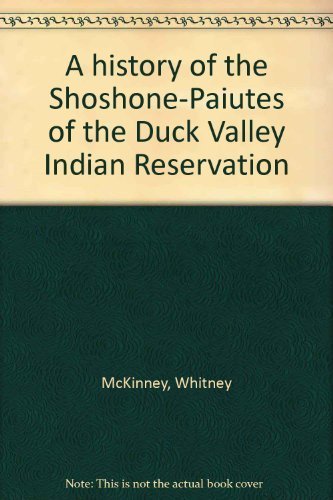 A history of the
Shoshone-Paiutes
of the Duck Valley
Indian Reservation
McKinney, Whitney
Note: This is not the actual book cover